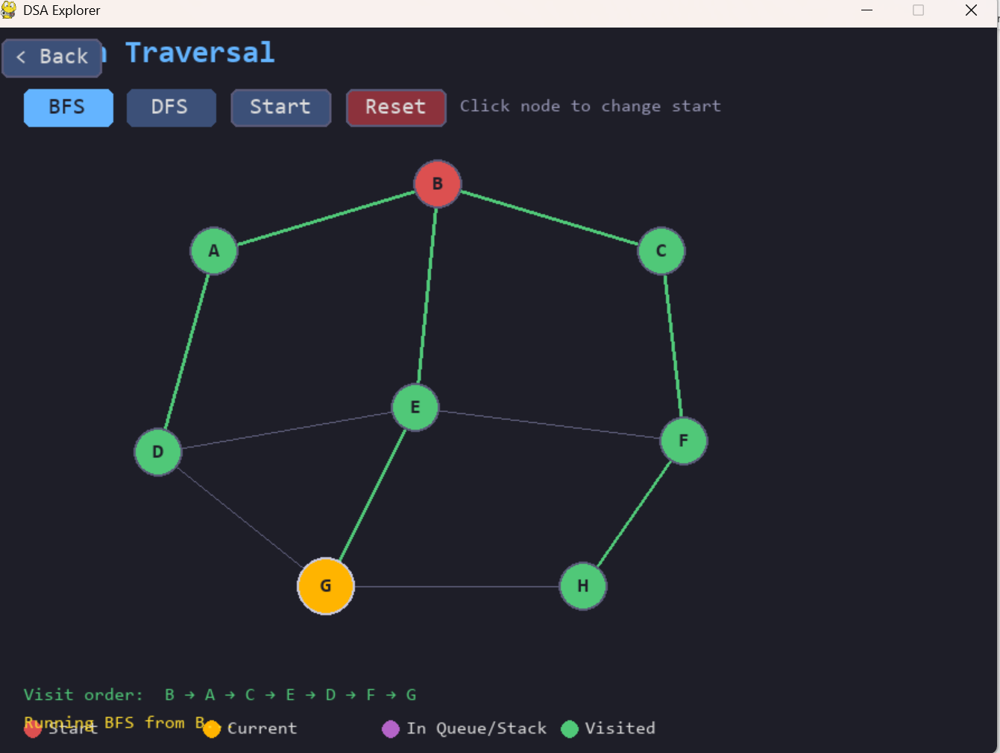 DSA Explorer
< Back
Traversal
BFS DFS Start Reset Click node to change start
B
A
C
E
D
F
G
H
Visit order: B → A → C → E → D → F → G
Running BFS from B
Start Current In Queue/Stack Visited